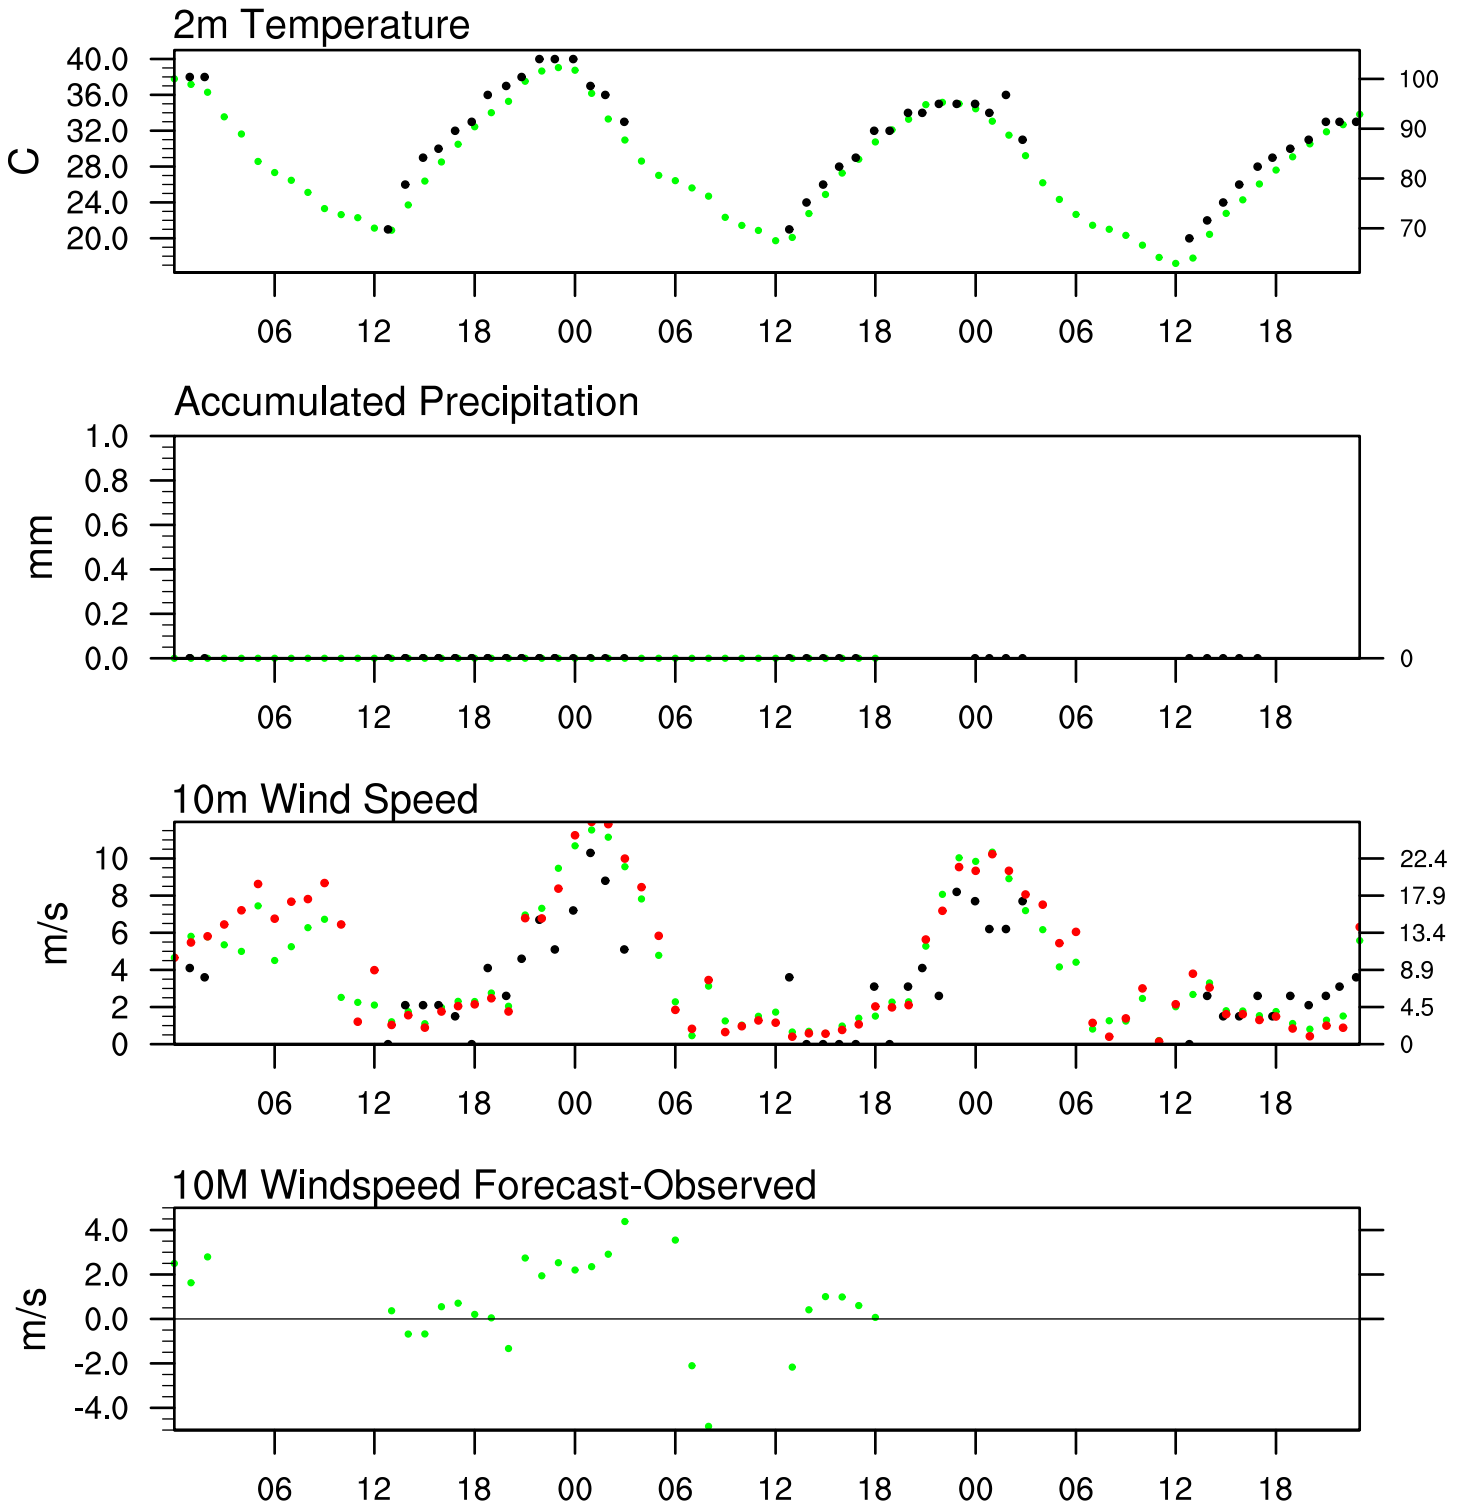 2m Temperature
40.0
36.0
32.0
28.0
24.0
20.0
C
100
90
80
70
06 12 18 00 06 12 18 00 06 12 18
Accumulated Precipitation
1.0
0.8
0.6
0.4
0.2
0.0
mm
0
06 12 18 00 06 12 18 00 06 12 18
10m Wind Speed
10
8
6
4
2
0
m/s
22.4
17.9
13.4
8.9
4.5
0
06 12 18 00 06 12 18 00 06 12 18
10M Windspeed Forecast-Observed
4.0
2.0
0.0
-2.0
-4.0
m/s
06 12 18 00 06 12 18 00 06 12 18